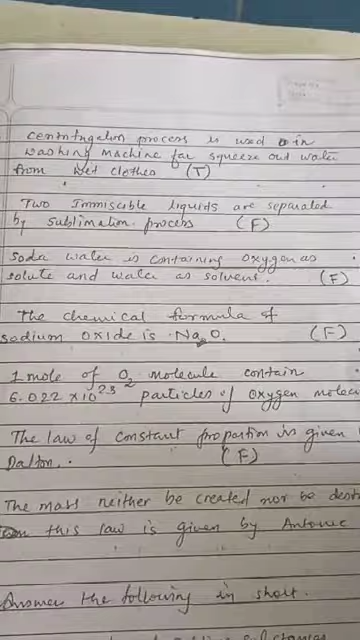 Centrifugation process is used in
washing machine for squeeze out water
from wet clothes (T)
Two Immiscible liquids are separated
by sublimation process (F)
Soda water is containing oxygen as
solute and water as solvent. (F)
The chemical formula of
sodium oxide is Na2O. (F)
1 mole of O2 molecule contain
6.022 × 10^23 particles of oxygen molec
The law of constant proportion is given
Dalton. (F)
The mass neither be created nor be dest
this law is given by Antonie
Answer the following in short.